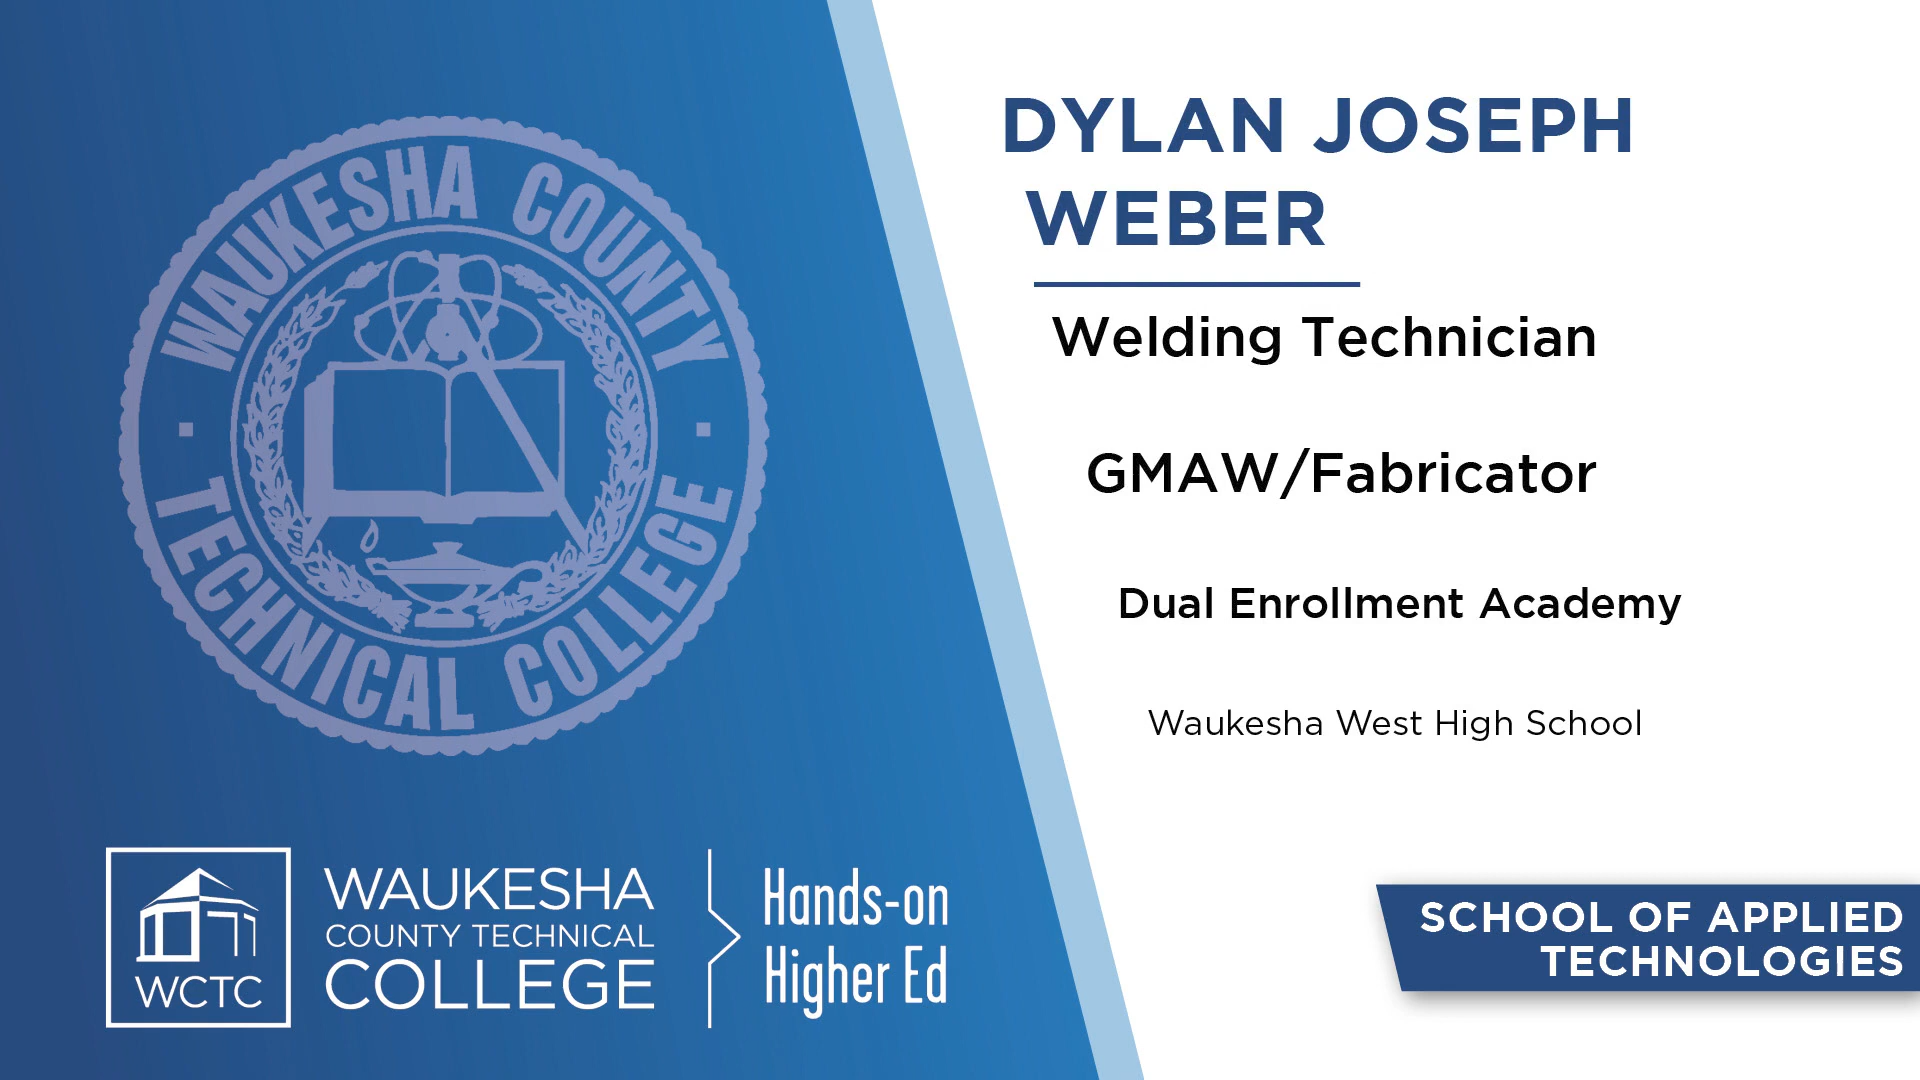 WAUKESHA COUNTY
TECHNICAL COLLEGE
WCTC
WAUKESHA
COUNTY TECHNICAL
COLLEGE
Hands-on
Higher Ed
DYLAN JOSEPH
WEBER
Welding Technician
GMAW/Fabricator
Dual Enrollment Academy
Waukesha West High School
SCHOOL OF APPLIED
TECHNOLOGIES